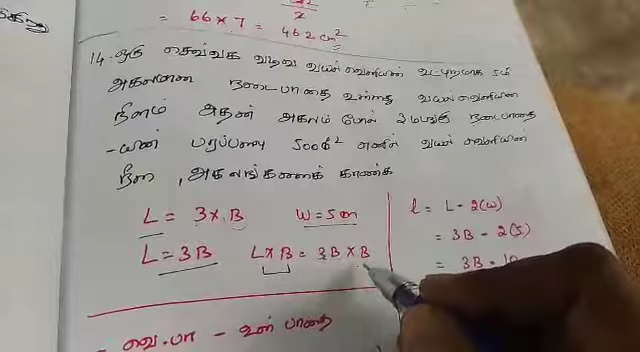 = 66 × 7 = 462 cm²
14. ஒரு செவ்வக வடிவ வயல்வெளியின் உட்புறமாக 5மீ
அகலமான நடைபாதை உள்ளது வயல்வெளியின
நீளம் அதன் அகலம் போல் 3 மடங்கு நடைபாதை
-யின் பரப்பளவு 500மீ² எனில் வயல் வெளியின்
நீள, அகலங்களைக் காண்க
L = 3 × B W = 5 m
L = 3B L × B = 3B × B
l = L - 2(W)
= 3B - 2(5)
= 3B - 10
- வெ.பா - உள் பாதை